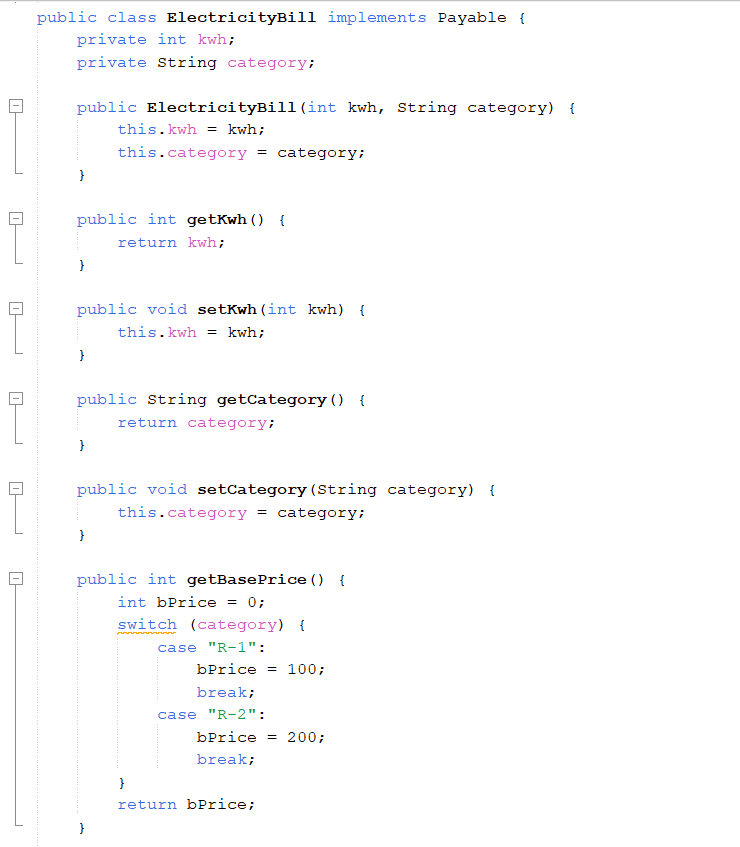 public class ElectricityBill implements Payable {
    private int kwh;
    private String category;

    public ElectricityBill(int kwh, String category) {
        this.kwh = kwh;
        this.category = category;
    }

    public int getKwh() {
        return kwh;
    }

    public void setKwh(int kwh) {
        this.kwh = kwh;
    }

    public String getCategory() {
        return category;
    }

    public void setCategory(String category) {
        this.category = category;
    }

    public int getBasePrice() {
        int bPrice = 0;
        switch (category) {
            case "R-1":
                bPrice = 100;
                break;
            case "R-2":
                bPrice = 200;
                break;
        }
        return bPrice;
    }